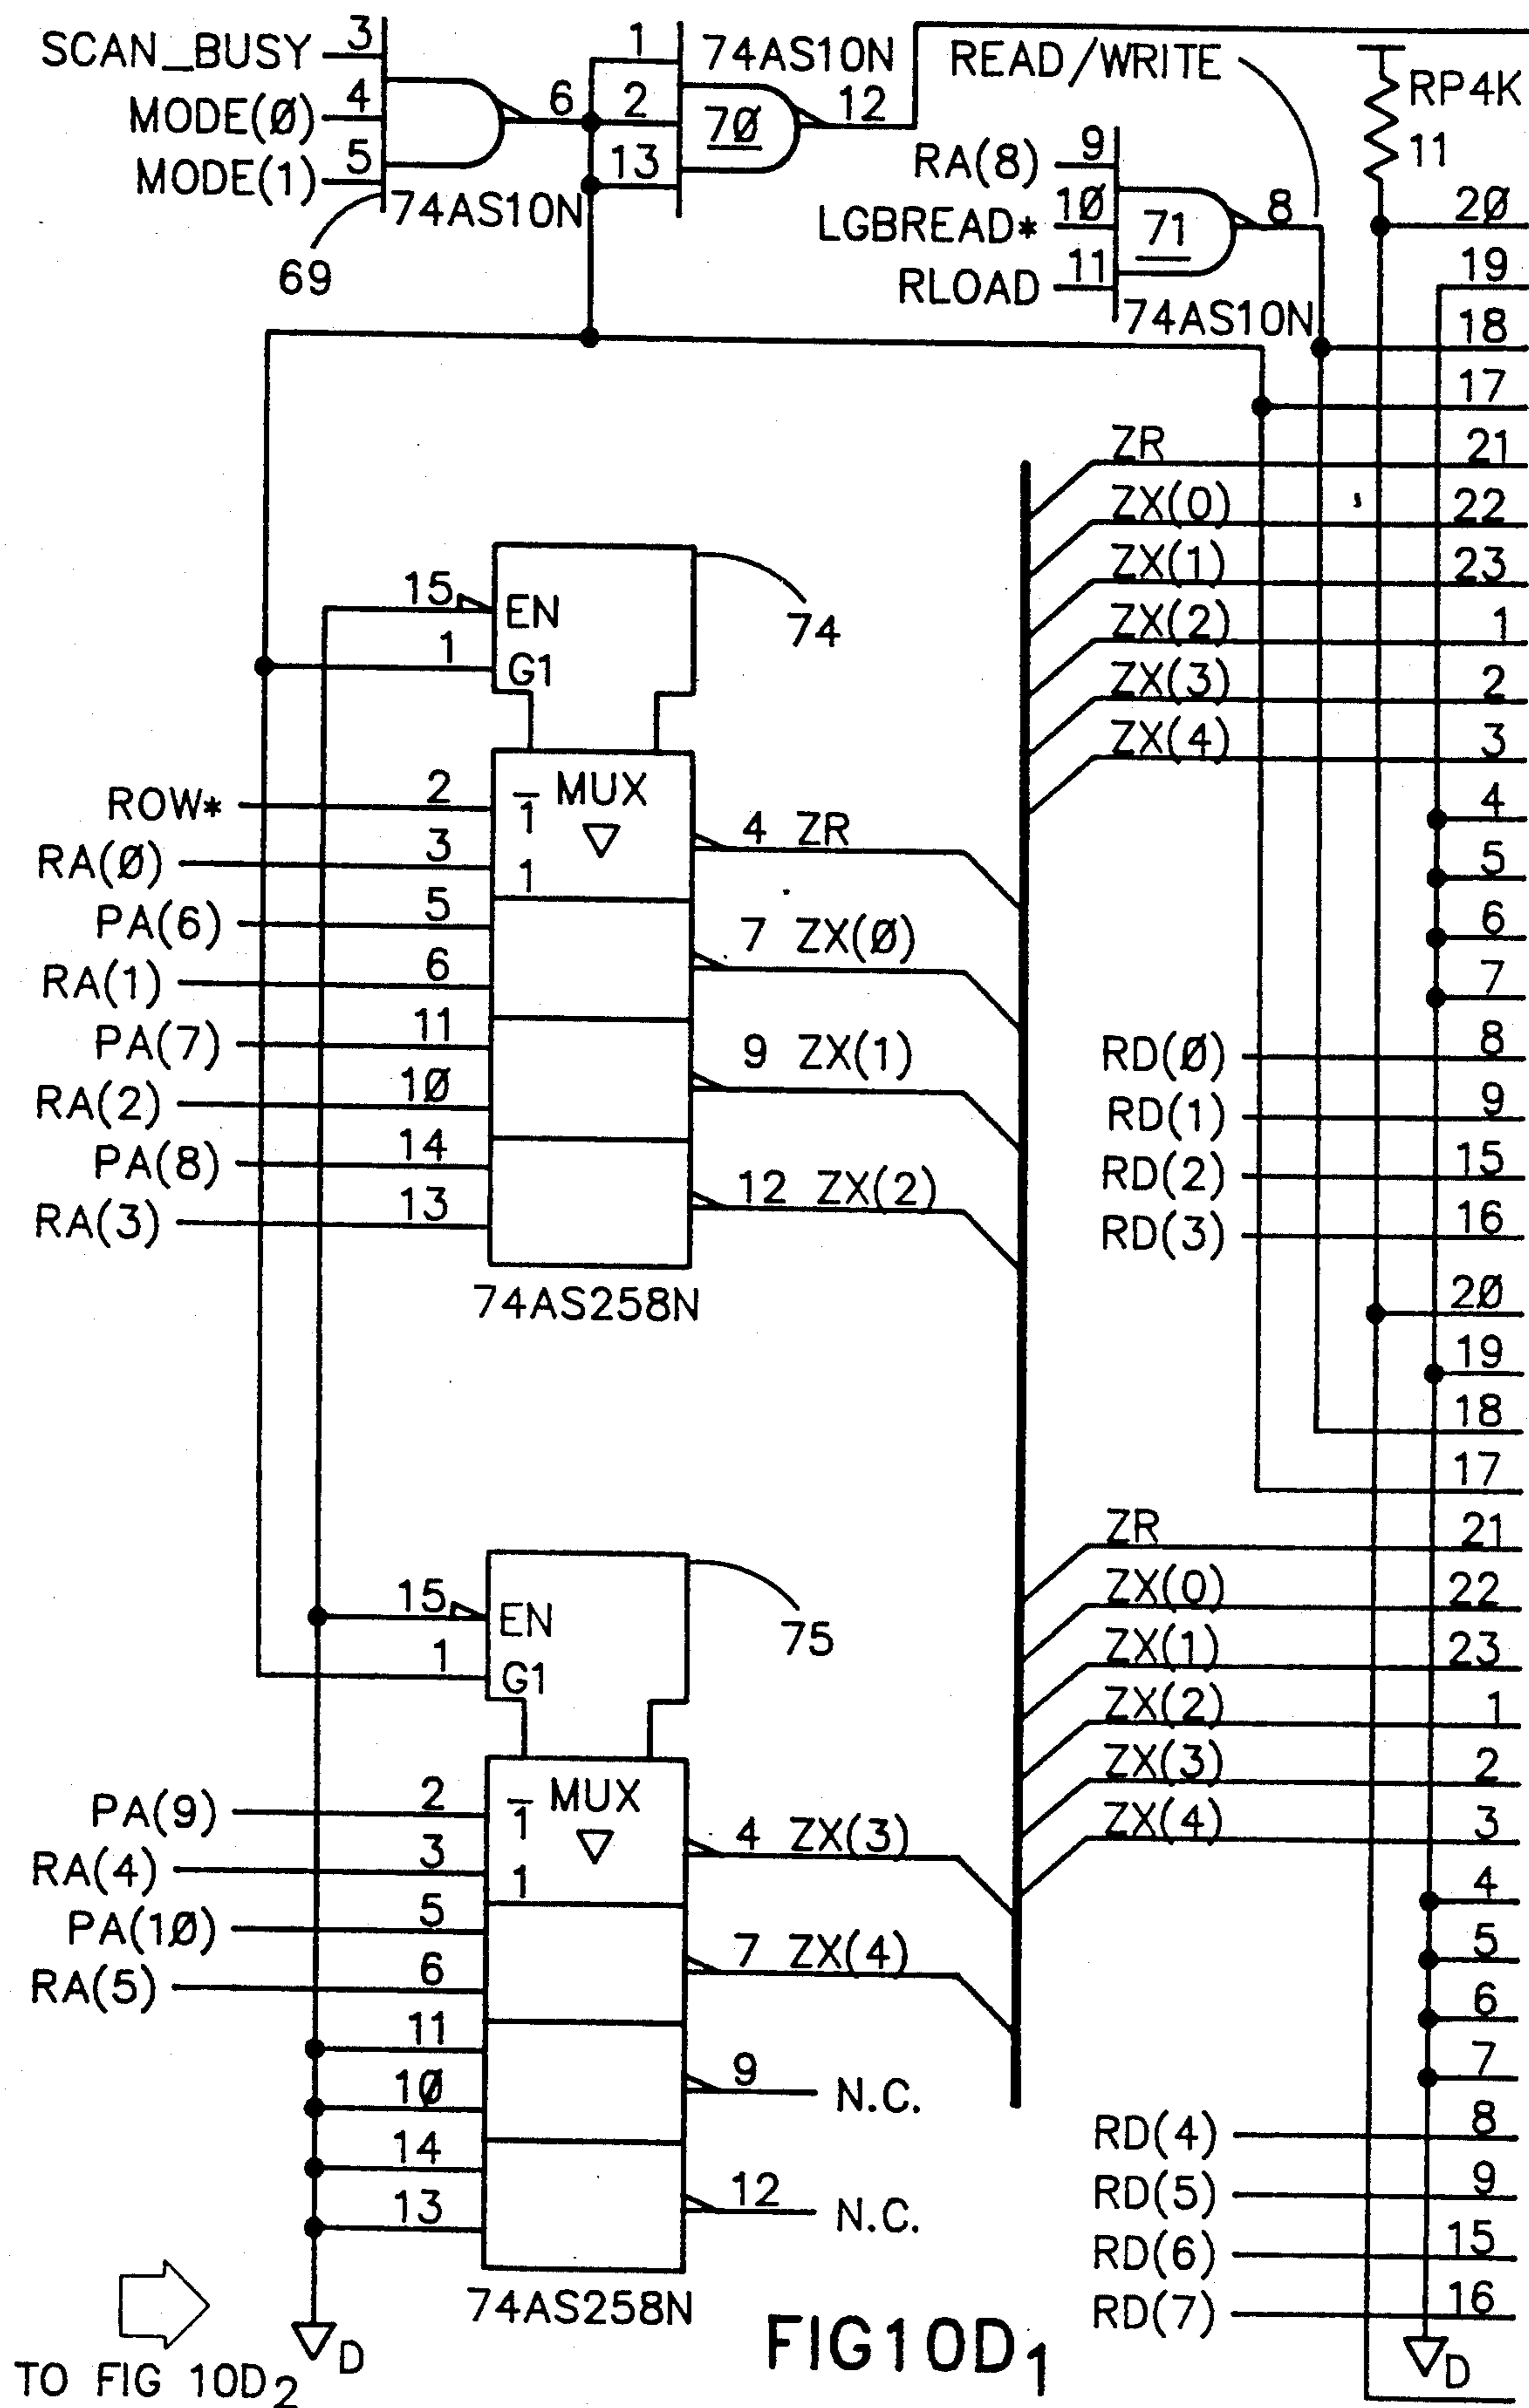 SCAN_BUSY 3
MODE(Ø) 4
MODE(1) 5
6
74AS10N
69
1
2
13
74AS10N
70
12
READ/WRITE
RA(8) 9
LGBREAD* 1Ø
RLOAD 11
71
8
74AS10N
RP4K
11
2Ø
19
18
17
ZR 21
ZX(0) 22
ZX(1) 23
ZX(2) 1
ZX(3) 2
ZX(4) 3
4
5
6
7
RD(Ø) 8
RD(1) 9
RD(2) 15
RD(3) 16
15 EN
1 G1
74
MUX
ROW* 2 1
RA(Ø) 3 1
4 ZR
PA(6) 5
RA(1) 6
7 ZX(Ø)
PA(7) 11
RA(2) 1Ø
9 ZX(1)
PA(8) 14
RA(3) 13
12 ZX(2)
74AS258N
2Ø
19
18
17
ZR 21
ZX(0) 22
ZX(1) 23
ZX(2) 1
ZX(3) 2
ZX(4) 3
4
5
6
7
RD(4) 8
RD(5) 9
RD(6) 15
RD(7) 16
D
15 EN
1 G1
75
MUX
PA(9) 2 1
RA(4) 3 1
4 ZX(3)
PA(1Ø) 5
RA(5) 6
7 ZX(4)
11
1Ø
9 N.C.
14
13
12 N.C.
74AS258N
D
TO FIG 10D2
FIG10D1